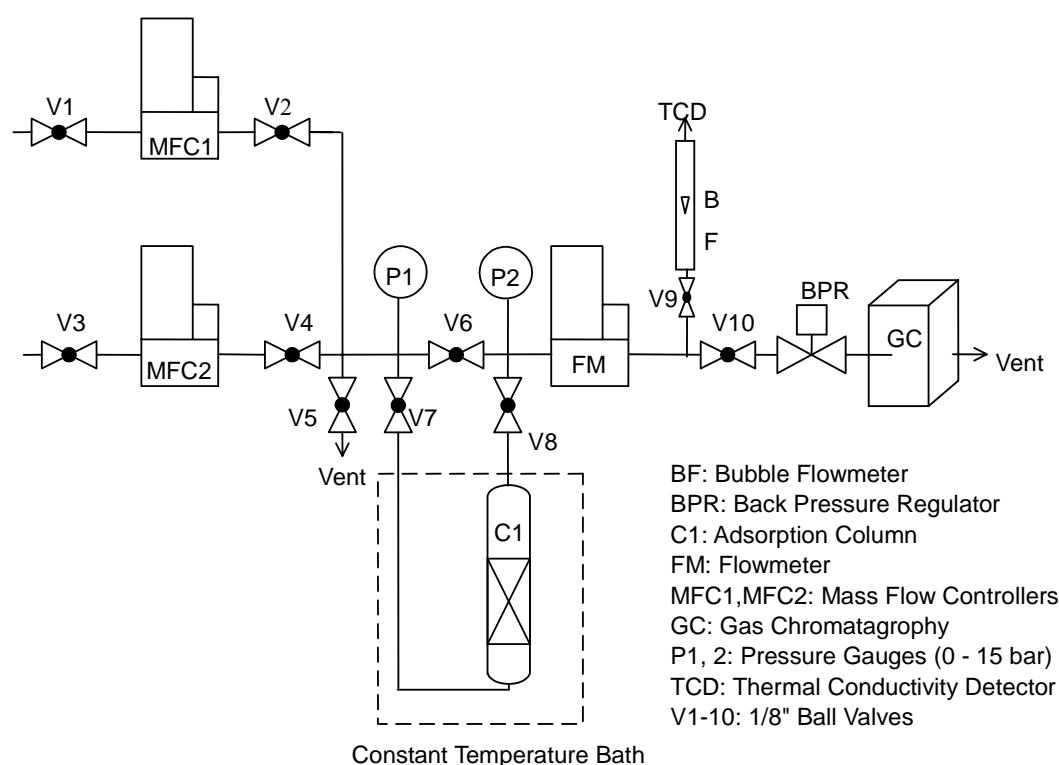 V1
MFC1
V2
TCD
B
F
V3
MFC2
V4
P1
P2
V6
V9
V10
BPR
FM
GC
Vent
V5
V7
V8
Vent
C1
BF: Bubble Flowmeter
BPR: Back Pressure Regulator
C1: Adsorption Column
FM: Flowmeter
MFC1,MFC2: Mass Flow Controllers
GC: Gas Chromatagrophy
P1, 2: Pressure Gauges (0 - 15 bar)
TCD: Thermal Conductivity Detector
V1-10: 1/8" Ball Valves
Constant Temperature Bath